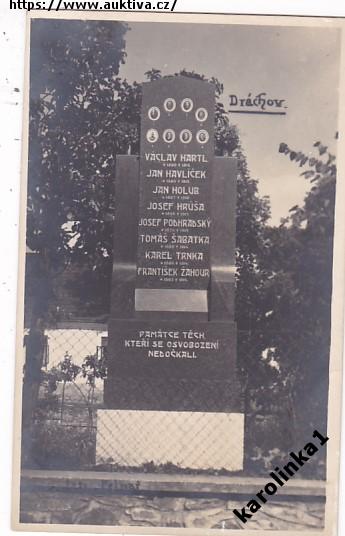 https://www.auktiva.cz/
Dráchov.
VÁCLAV HARTL
JAN HAVLÍČEK
JAN HOLUB
JOSEF HRUŠA
JOSEF PODHRADSKÝ
TOMÁŠ ŠABATKA
KAREL TRNKA
FRANTIŠEK ŽAHOUR
PAMÁTCE TĚCH,
KTEŘÍ SE OSVOBOZENÍ
NEDOČKALI.
karolinka1